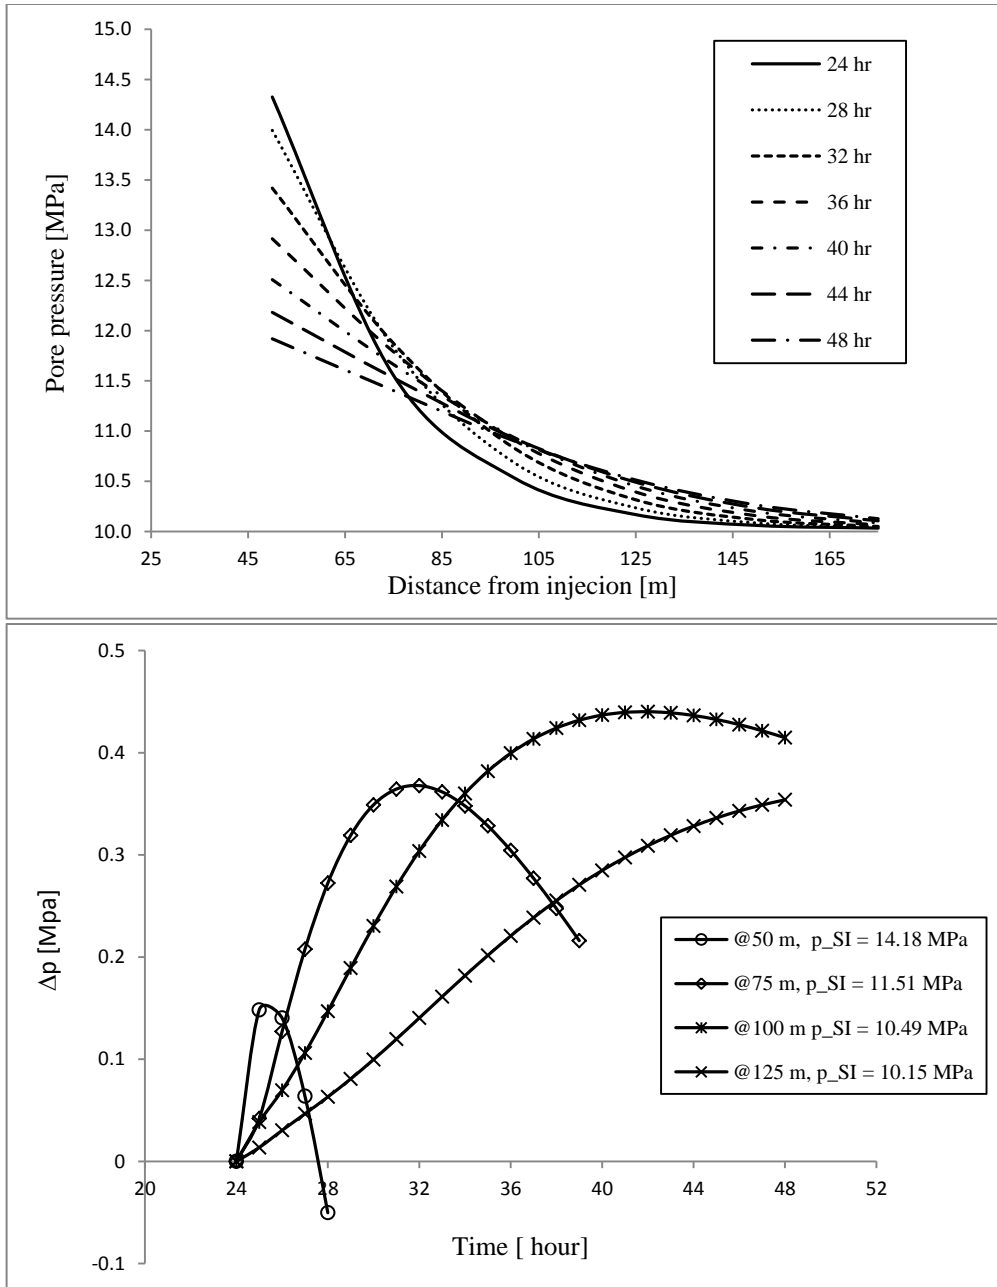 15.0
14.5
14.0
13.5
13.0
12.5
12.0
11.5
11.0
10.5
10.0
Pore pressure [MPa]
25 45 65 85 105 125 145 165
Distance from injecion [m]
24 hr
28 hr
32 hr
36 hr
40 hr
44 hr
48 hr
0.5
0.4
0.3
0.2
0.1
0
-0.1
Δp [Mpa]
20 24 28 32 36 40 44 48 52
Time [ hour]
@50 m, p_SI = 14.18 MPa
@75 m, p_SI = 11.51 MPa
@100 m p_SI = 10.49 MPa
@125 m, p_SI = 10.15 MPa